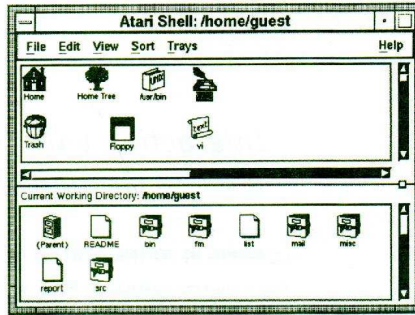 Atari Shell: /home/guest
File Edit View Sort Trays Help
Home Home Tree /usr/bin
Trash Floppy vi
Current Working Directory: /home/guest
(Parent) README bin fm list mail misc
report src